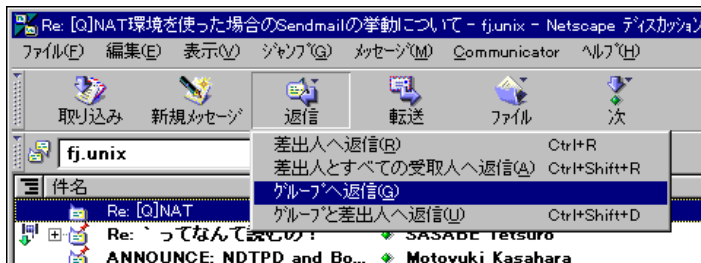 Re: [Q]NAT環境を使った場合のSendmailの挙動について - fj.unix - Netscape ディスカッション
ファイル(F) 編集(E) 表示(V) ジャンプ(G) メッセージ(M) Communicator ヘルプ(H)
取り込み 新規メッセージ 返信 転送 ファイル 次
fj.unix
差出人へ返信(R) Ctrl+R
差出人とすべての受取人へ返信(A) Ctrl+Shift+R
グループへ返信(G)
グループと差出人へ返信(U) Ctrl+Shift+D
件名
Re: [Q]NAT
Re: `ってなんて読むの? SASABE Tetsuro
ANNOUNCE: NDTPD and Bo... Motoyuki Kasahara